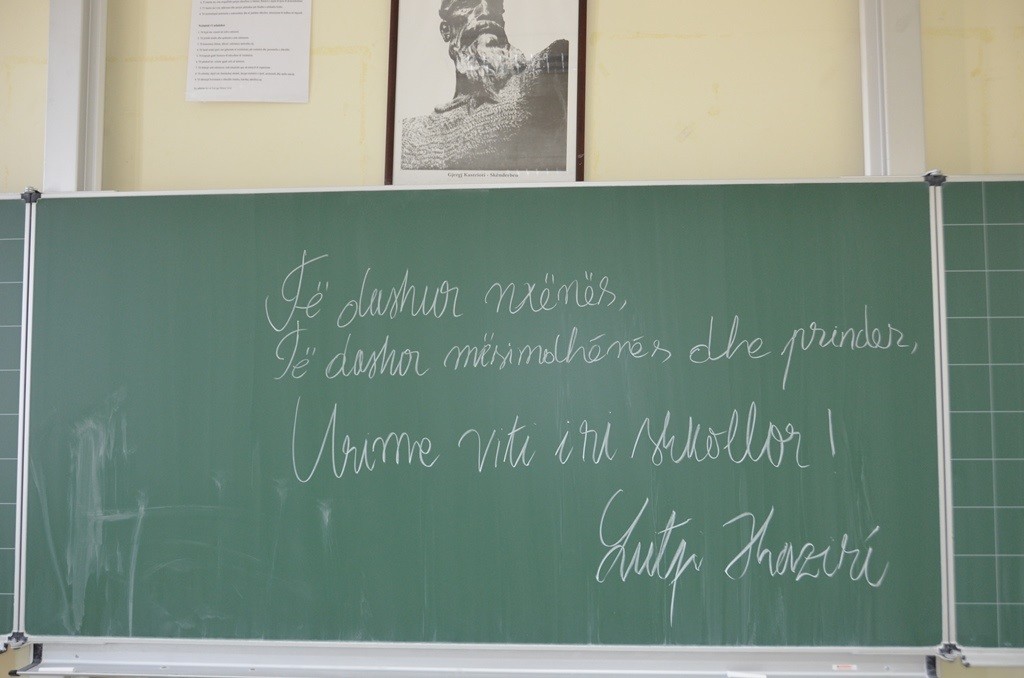 Gjergj Kastrioti - Skënderbeu
Të dashur nxënës,
Të dashur mësimdhënës dhe prindër,
Urime viti i ri shkollor!
Lutfi Haziri